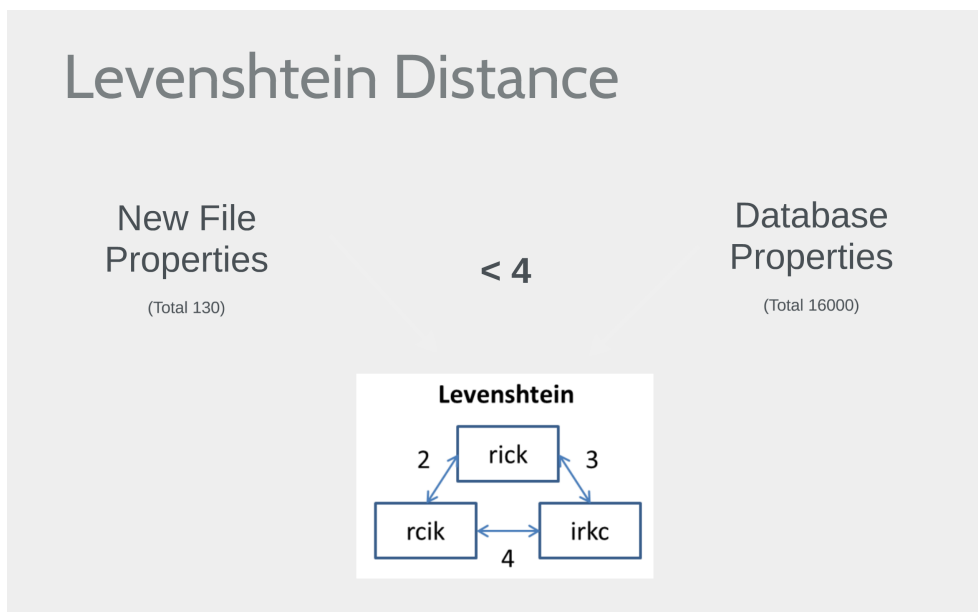 Levenshtein Distance
New File
Properties
(Total 130)
< 4
Database
Properties
(Total 16000)
Levenshtein
2
rick
3
rcik
irkc
4